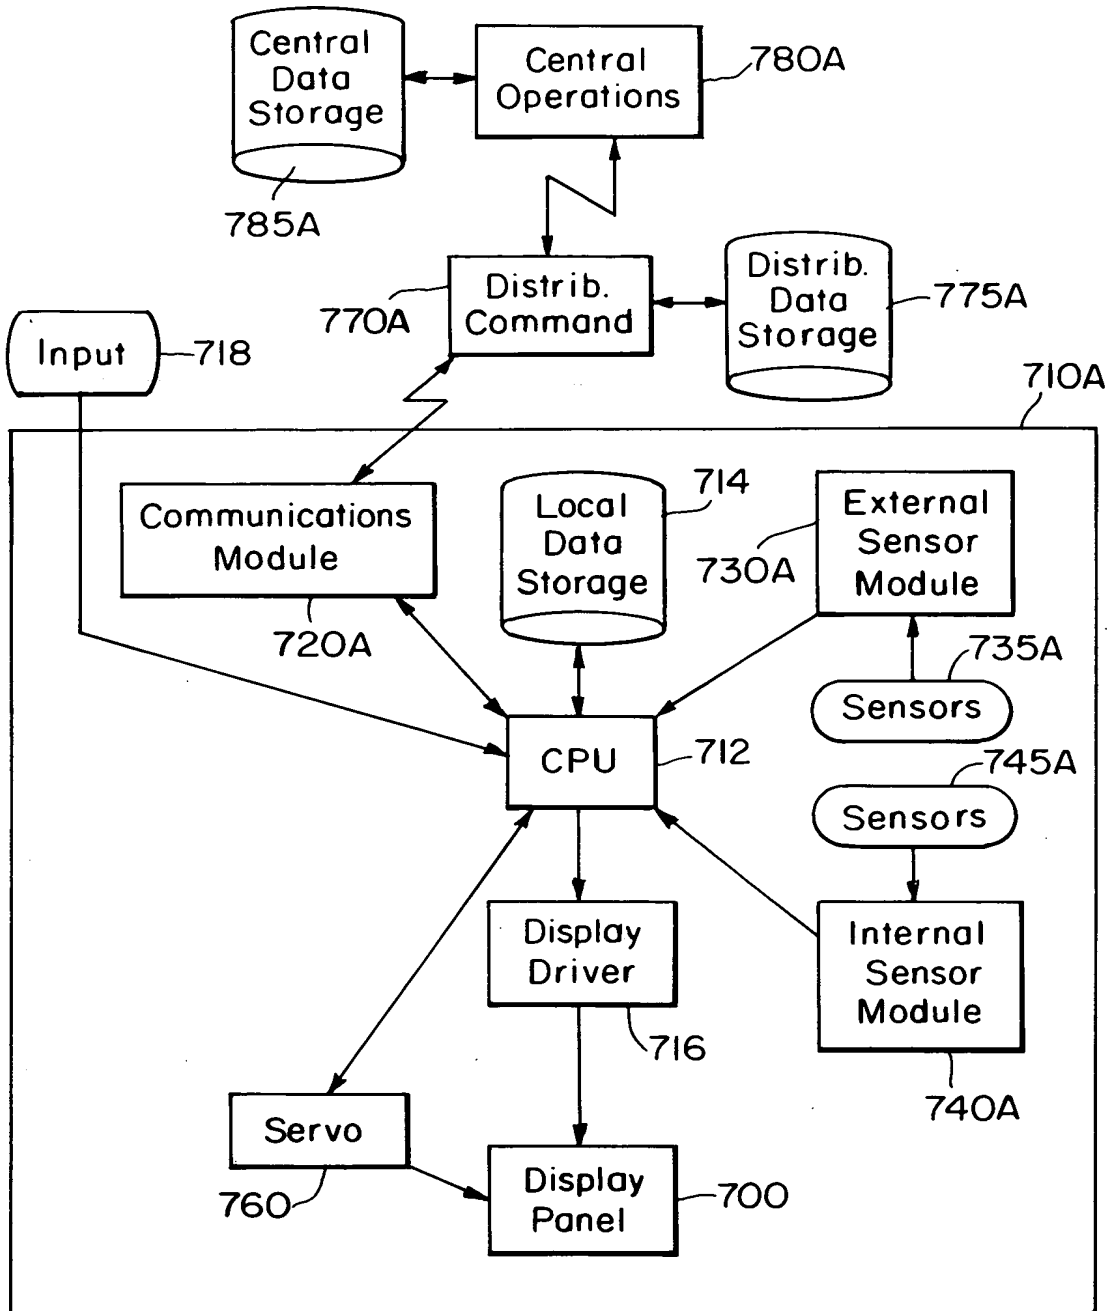 Central
Data
Storage
785A
Central
Operations
780A
Distrib.
Command
770A
Distrib.
Data
Storage
775A
Input
718
710A
Communications
Module
720A
Local
Data
Storage
714
External
Sensor
Module
730A
735A
Sensors
CPU
712
745A
Sensors
Display
Driver
716
Internal
Sensor
Module
740A
Servo
760
Display
Panel
700